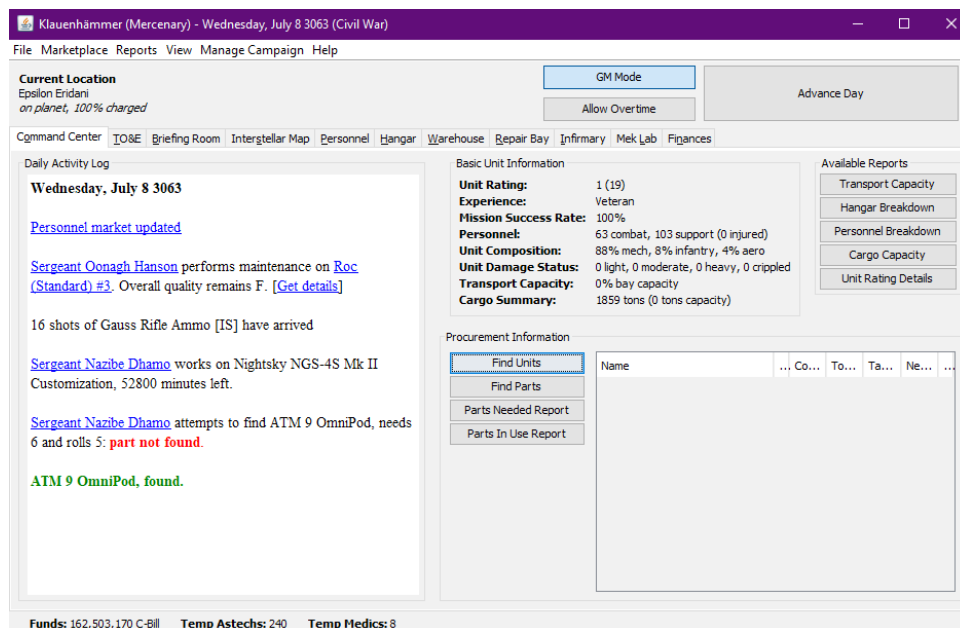 Klauenhämmer (Mercenary) - Wednesday, July 8 3063 (Civil War)
File Marketplace Reports View Manage Campaign Help
Current Location
Epsilon Eridani
on planet, 100% charged
GM Mode
Allow Overtime
Advance Day
Command Center TO&E Briefing Room Interstellar Map Personnel Hangar Warehouse Repair Bay Infirmary Mek Lab Finances
Daily Activity Log
Wednesday, July 8 3063
Personnel market updated
Sergeant Oonagh Hanson performs maintenance on Roc
(Standard) #3. Overall quality remains F. [Get details]
16 shots of Gauss Rifle Ammo [IS] have arrived
Sergeant Nazibe Dhamo works on Nightsky NGS-4S Mk II
Customization, 52800 minutes left.
Sergeant Nazibe Dhamo attempts to find ATM 9 OmniPod, needs
6 and rolls 5: part not found.
ATM 9 OmniPod, found.
Basic Unit Information
Unit Rating: 1 (19)
Experience: Veteran
Mission Success Rate: 100%
Personnel: 63 combat, 103 support (0 injured)
Unit Composition: 88% mech, 8% infantry, 4% aero
Unit Damage Status: 0 light, 0 moderate, 0 heavy, 0 crippled
Transport Capacity: 0% bay capacity
Cargo Summary: 1859 tons (0 tons capacity)
Available Reports
Transport Capacity
Hangar Breakdown
Personnel Breakdown
Cargo Capacity
Unit Rating Details
Procurement Information
Find Units
Find Parts
Parts Needed Report
Parts In Use Report
Name ... Co... To... Ta... Ne... ...
Funds: 162,503,170 C-Bill Temp Astechs: 240 Temp Medics: 8